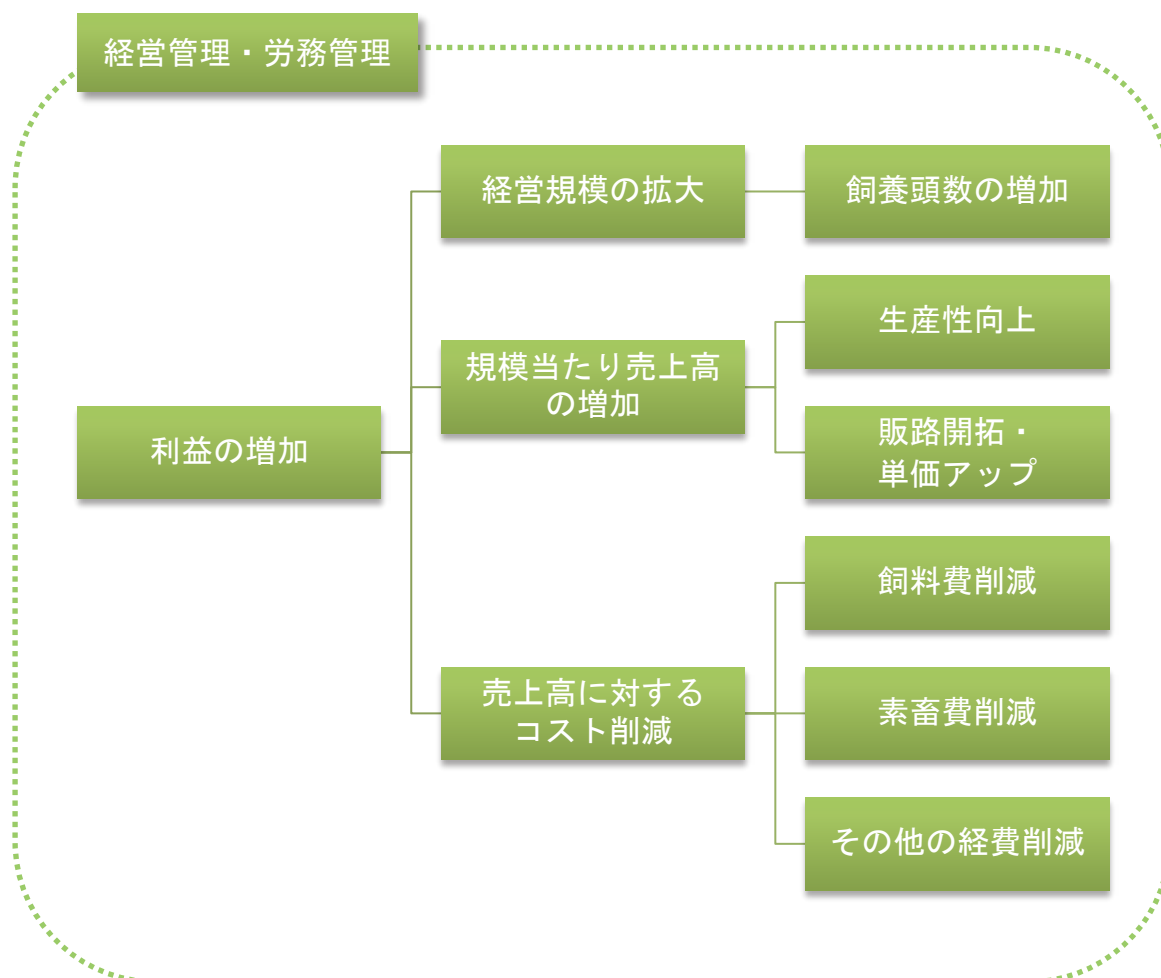 経営管理・労務管理
経営規模の拡大
飼養頭数の増加
生産性向上
規模当たり売上高
の増加
販路開拓・
単価アップ
利益の増加
飼料費削減
売上高に対する
コスト削減
素畜費削減
その他の経費削減